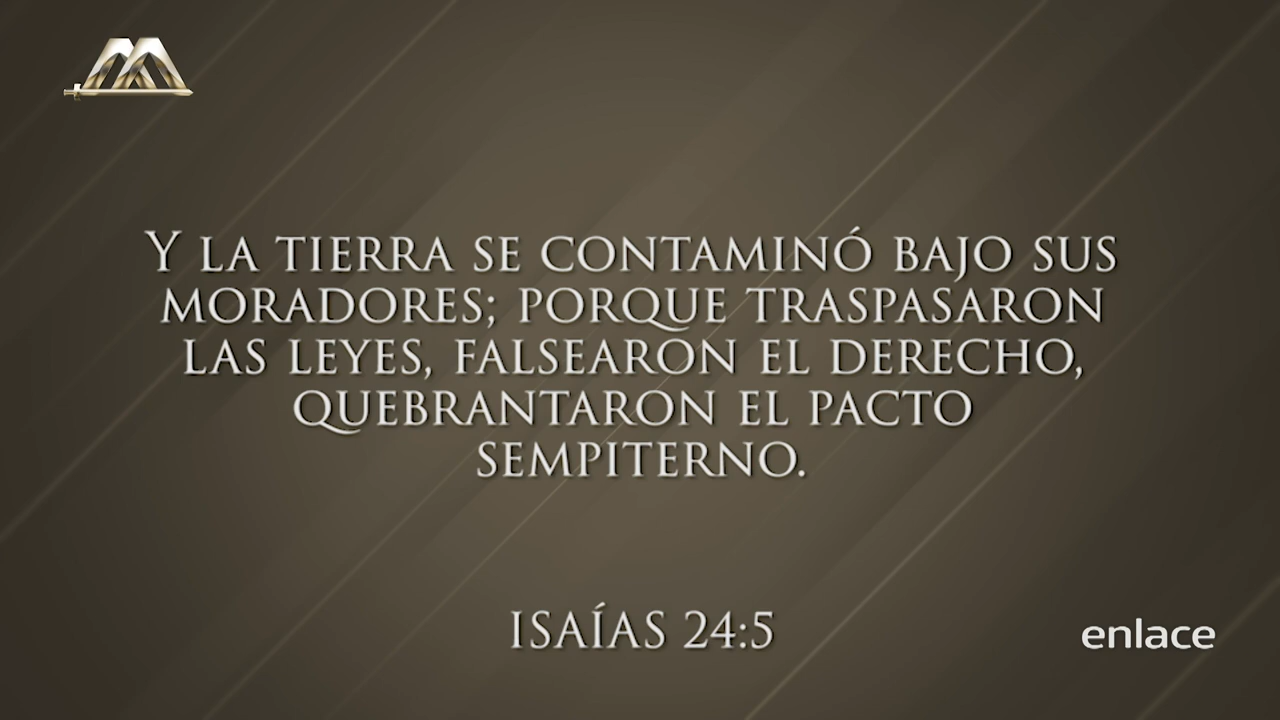 Y LA TIERRA SE CONTAMINÓ BAJO SUS
MORADORES; PORQUE TRASPASARON
LAS LEYES, FALSEARON EL DERECHO,
QUEBRANTARON EL PACTO
SEMPITERNO.
ISAÍAS 24:5
enlace